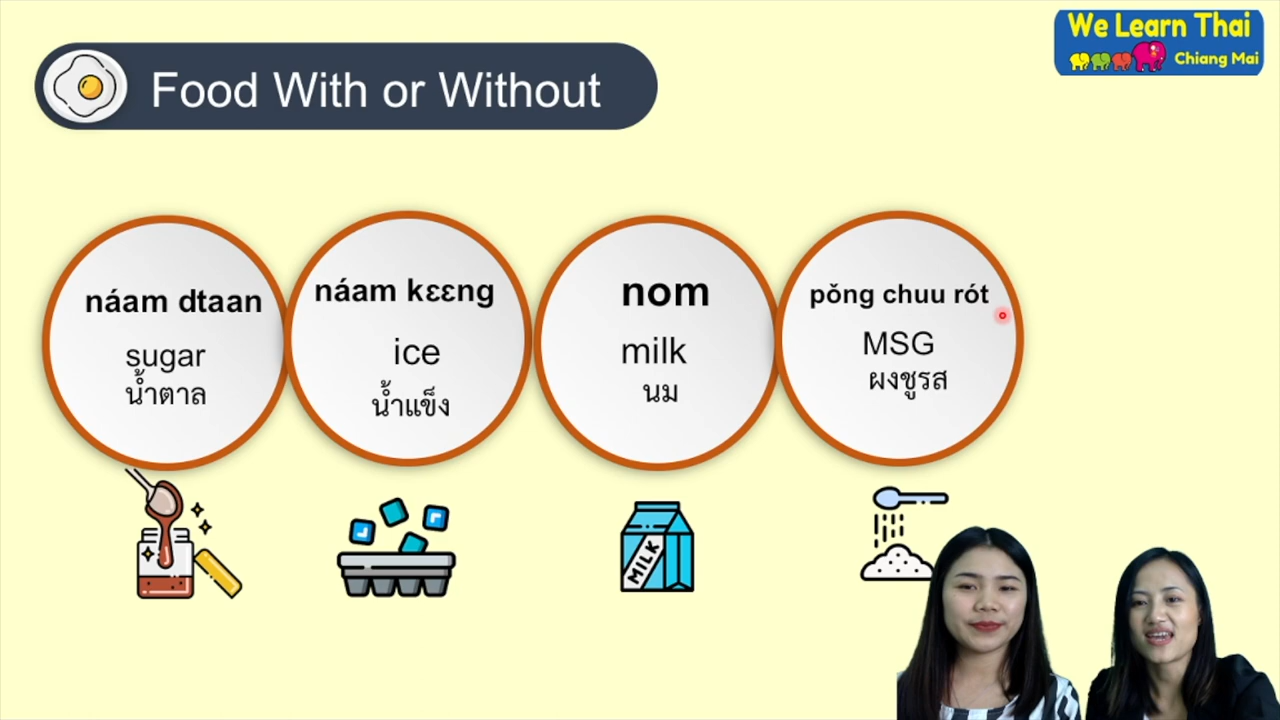 We Learn Thai
Chiang Mai
Food With or Without
náam dtaan
sugar
น้ำตาล
náam kɛɛng
ice
น้ำแข็ง
nom
milk
นม
pǒng chuu rót
MSG
ผงชูรส
MILK